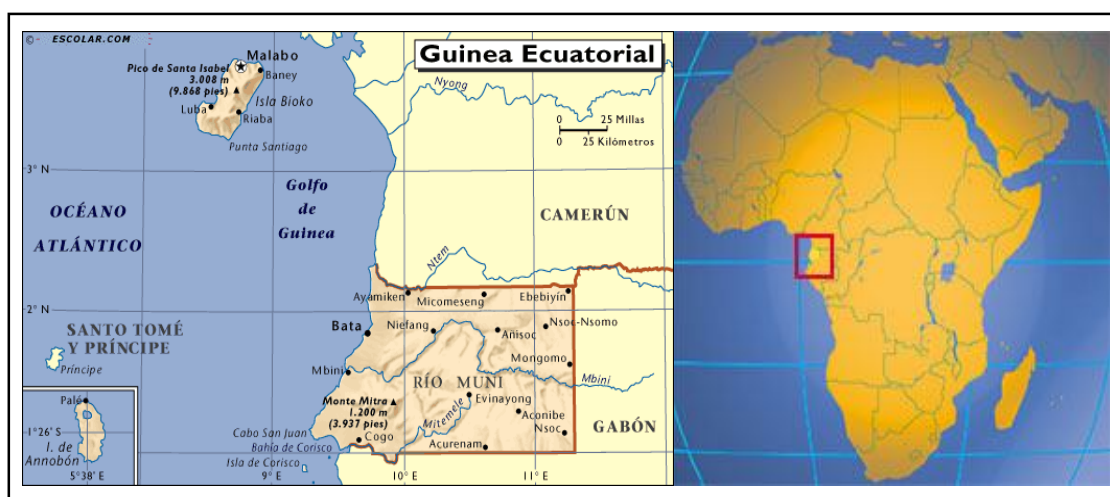 ©- ESCOLAR.COM
Guinea Ecuatorial
Malabo
Pico de Santa Isabel
3.008 m
(9.868 pies)
Baney
Isla Bioko
Luba
Riaba
Punta Santiago
Nyong
0 25 Millas
0 25 Kilómetros
3° N
OCÉANO
ATLÁNTICO
Golfo
de
Guinea
CAMERÚN
Ntem
Ayamiken
Micomeseng
Ebebiyín
2° N
Bata
Niefang
Añisoc
Nsoc-Nsomo
SANTO TOMÉ
Y PRÍNCIPE
Príncipe
Mbini
Mongomo
Mbini
RÍO MUNI
Monte Mitra
1.200 m
(3.937 pies)
Mitemele
Evinayong
Aconibe
Nsoc
GABÓN
Cabo San Juan
Cogo
Bahía de Corisco
Acurenam
Isla de Corisco
Palé
1°26' S
I. de
Annobón
5°38' E
9° E
10° E
11° E